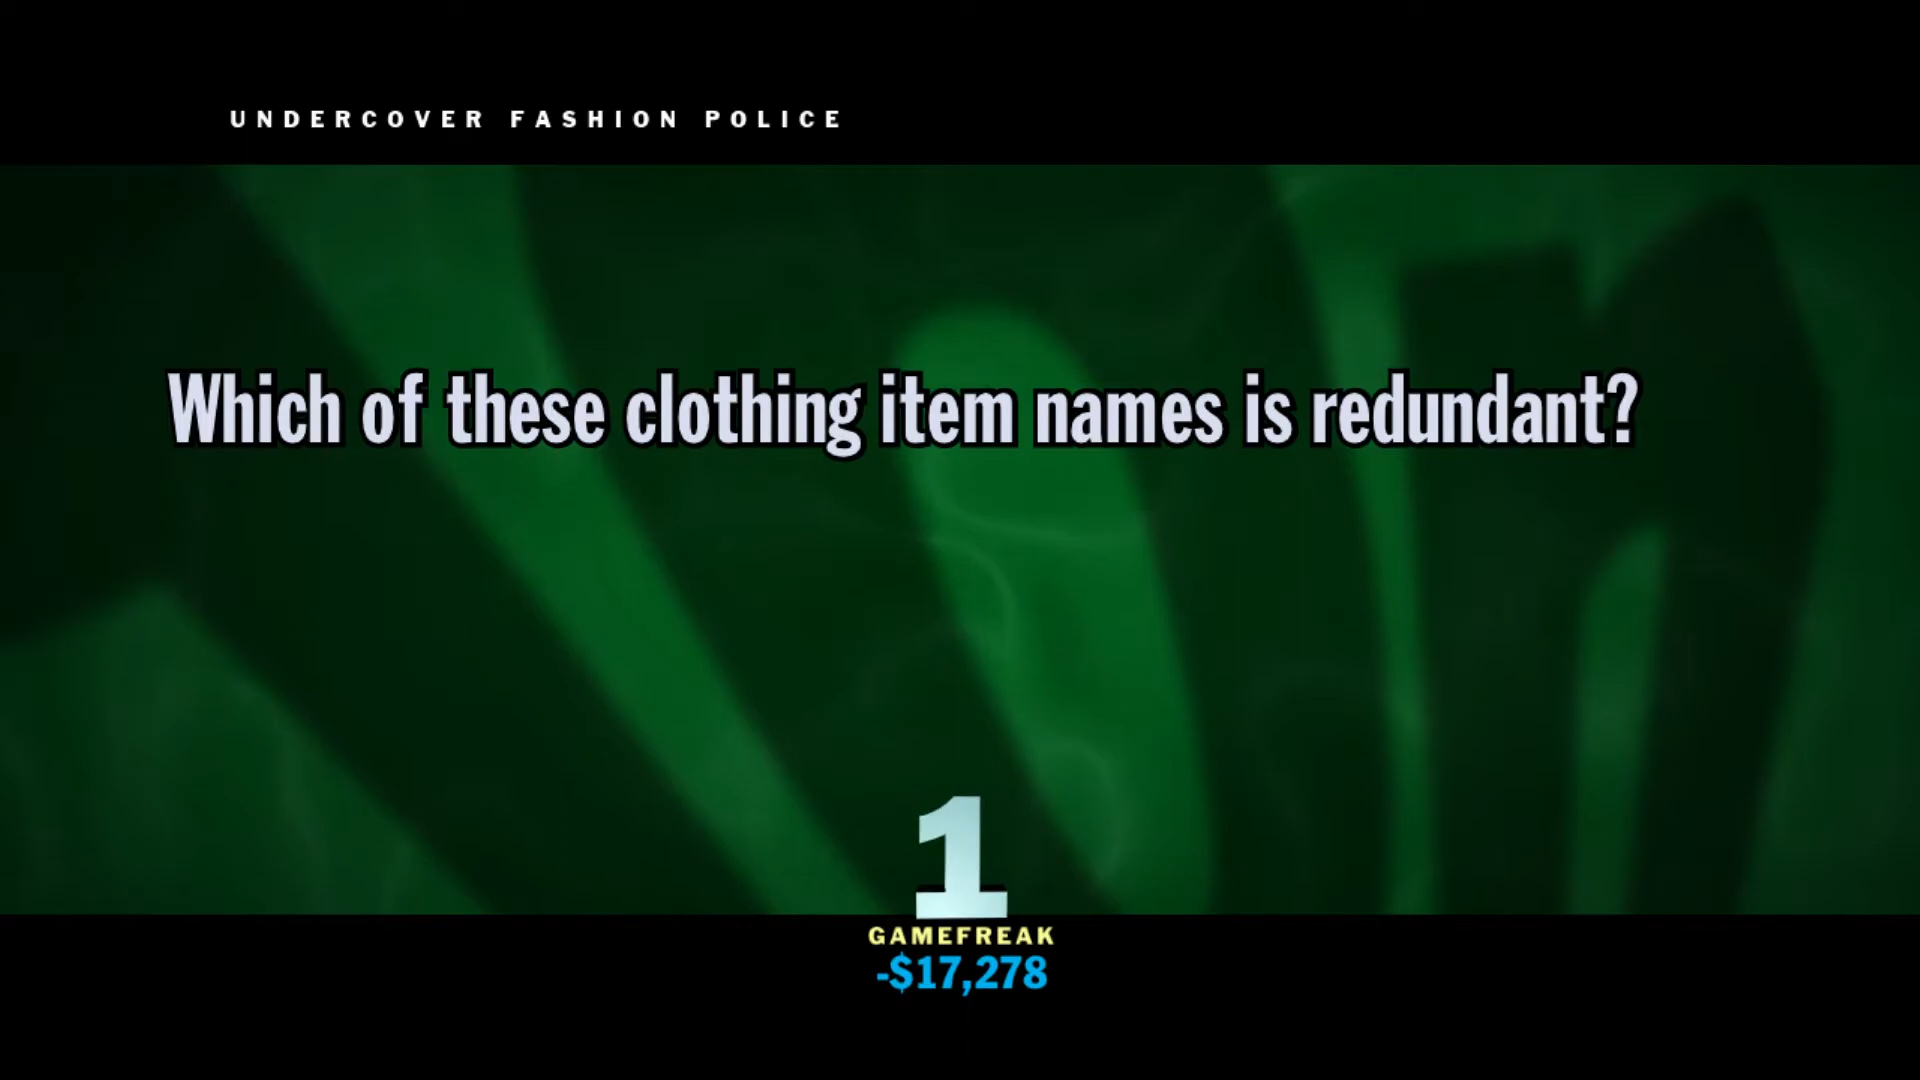 UNDERCOVER FASHION POLICE
Which of these clothing item names is redundant?
1
GAMEFREAK
-$17,278